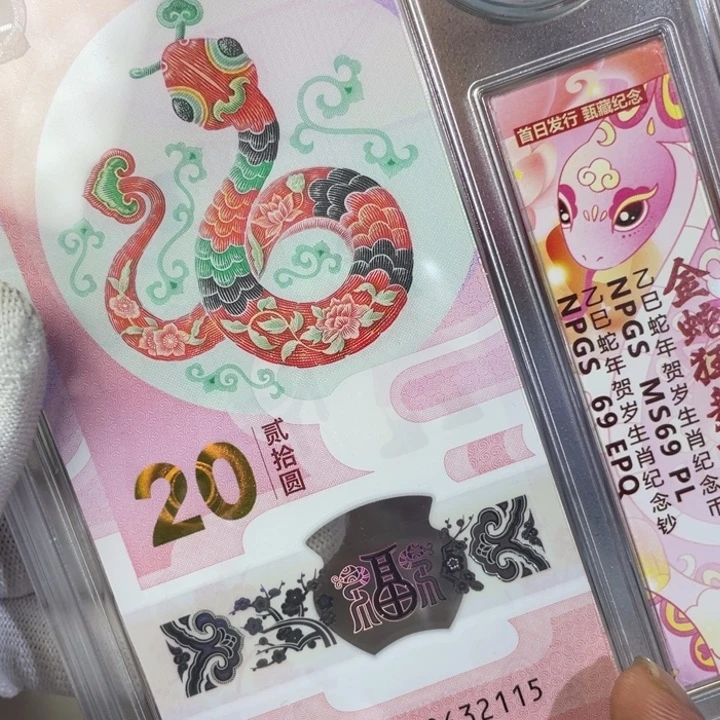 20
贰拾圆
632115
首日发行 甄藏纪念
乙巳蛇年贺岁生肖纪念币
NPGS MS69 PL
乙巳蛇年贺岁生肖纪念钞
NPGS 69 EPQ
金蛇狂